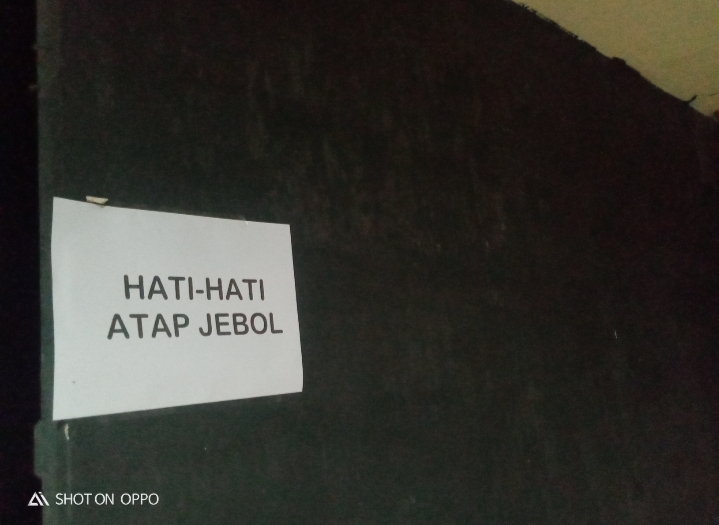 HATI-HATI
ATAP JEBOL
SHOT ON OPPO